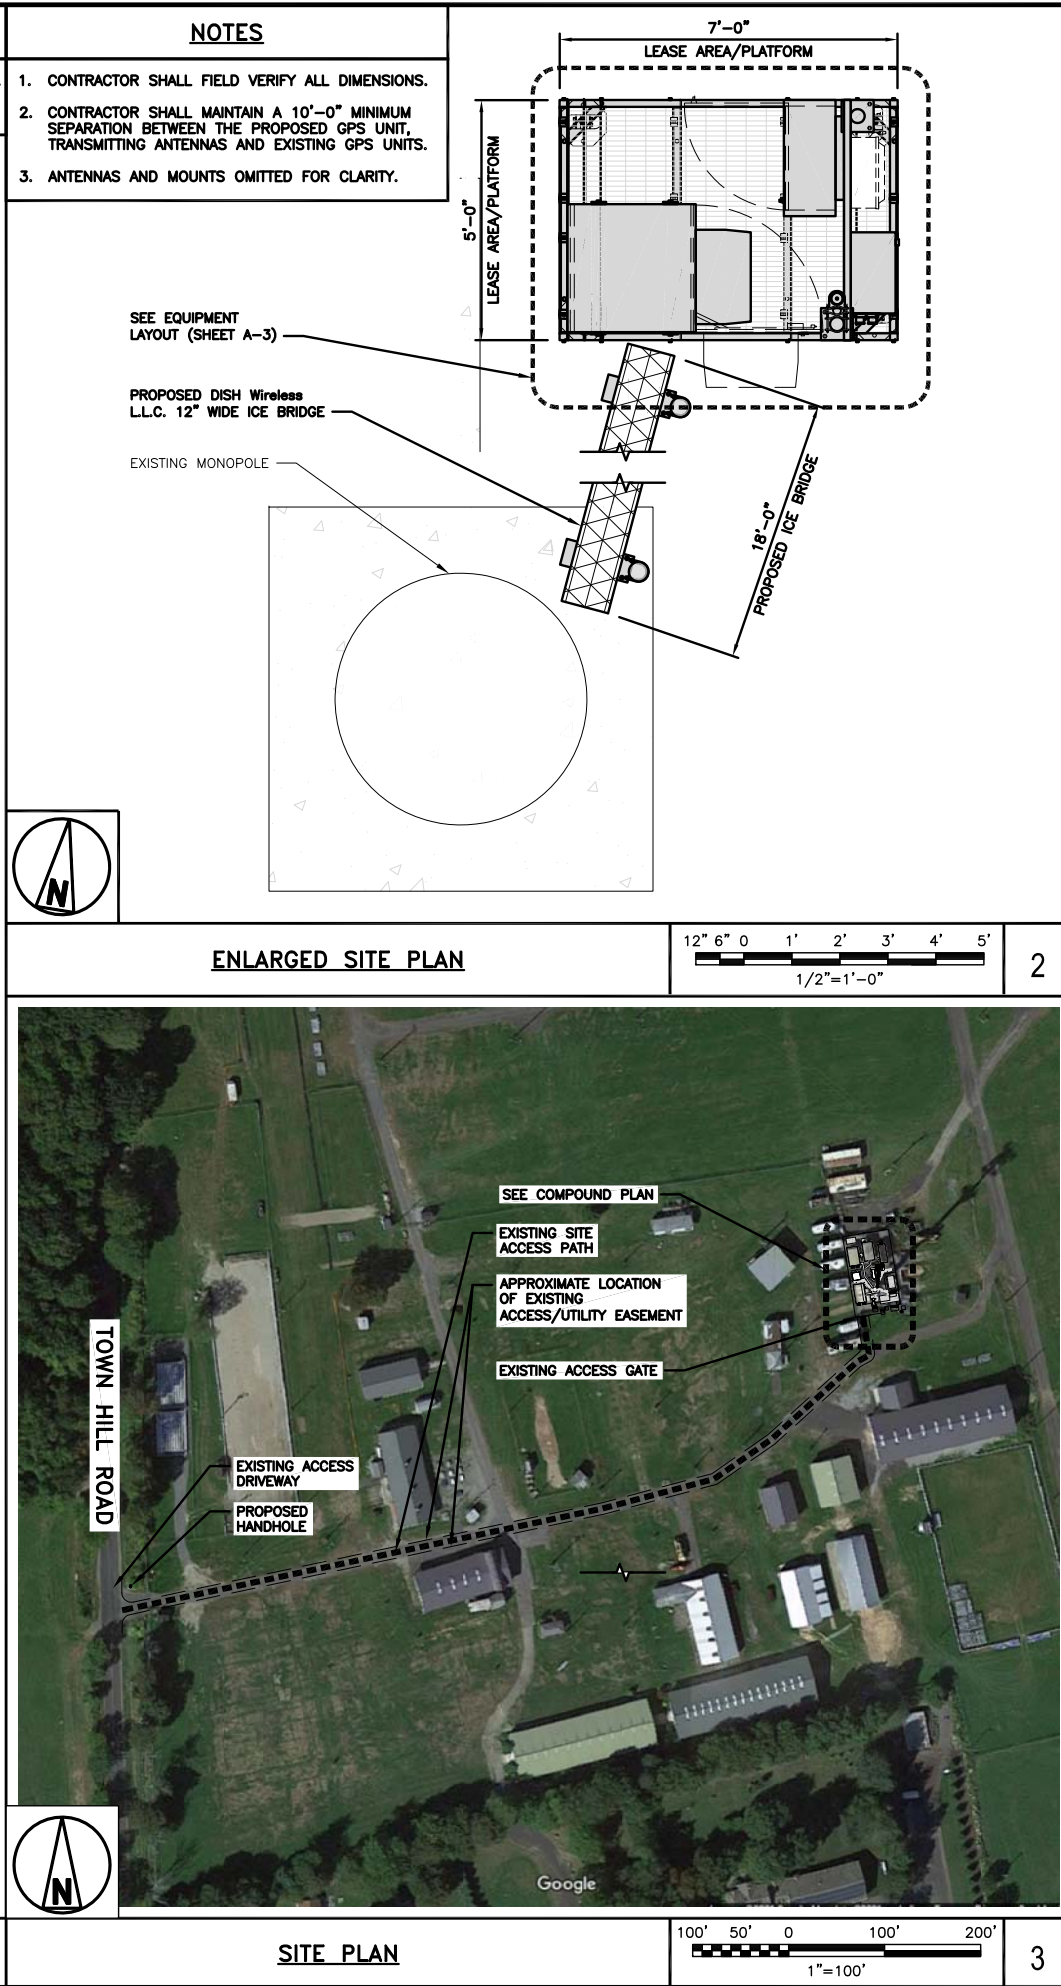 NOTES
1. CONTRACTOR SHALL FIELD VERIFY ALL DIMENSIONS.
2. CONTRACTOR SHALL MAINTAIN A 10'-0" MINIMUM
SEPARATION BETWEEN THE PROPOSED GPS UNIT,
TRANSMITTING ANTENNAS AND EXISTING GPS UNITS.
3. ANTENNAS AND MOUNTS OMITTED FOR CLARITY.
7'-0"
LEASE AREA/PLATFORM
5'-0"
LEASE AREA/PLATFORM
SEE EQUIPMENT
LAYOUT (SHEET A-3)
PROPOSED DISH Wireless
L.L.C. 12" WIDE ICE BRIDGE
EXISTING MONOPOLE
18'-0"
PROPOSED ICE BRIDGE
N
ENLARGED SITE PLAN
12" 6" 0 1' 2' 3' 4' 5'
1/2"=1'-0"
2
SEE COMPOUND PLAN
EXISTING SITE
ACCESS PATH
APPROXIMATE LOCATION
OF EXISTING
ACCESS/UTILITY EASEMENT
EXISTING ACCESS GATE
TOWN HILL ROAD
EXISTING ACCESS
DRIVEWAY
PROPOSED
HANDHOLE
Google
N
SITE PLAN
100' 50' 0 100' 200'
1"=100'
3